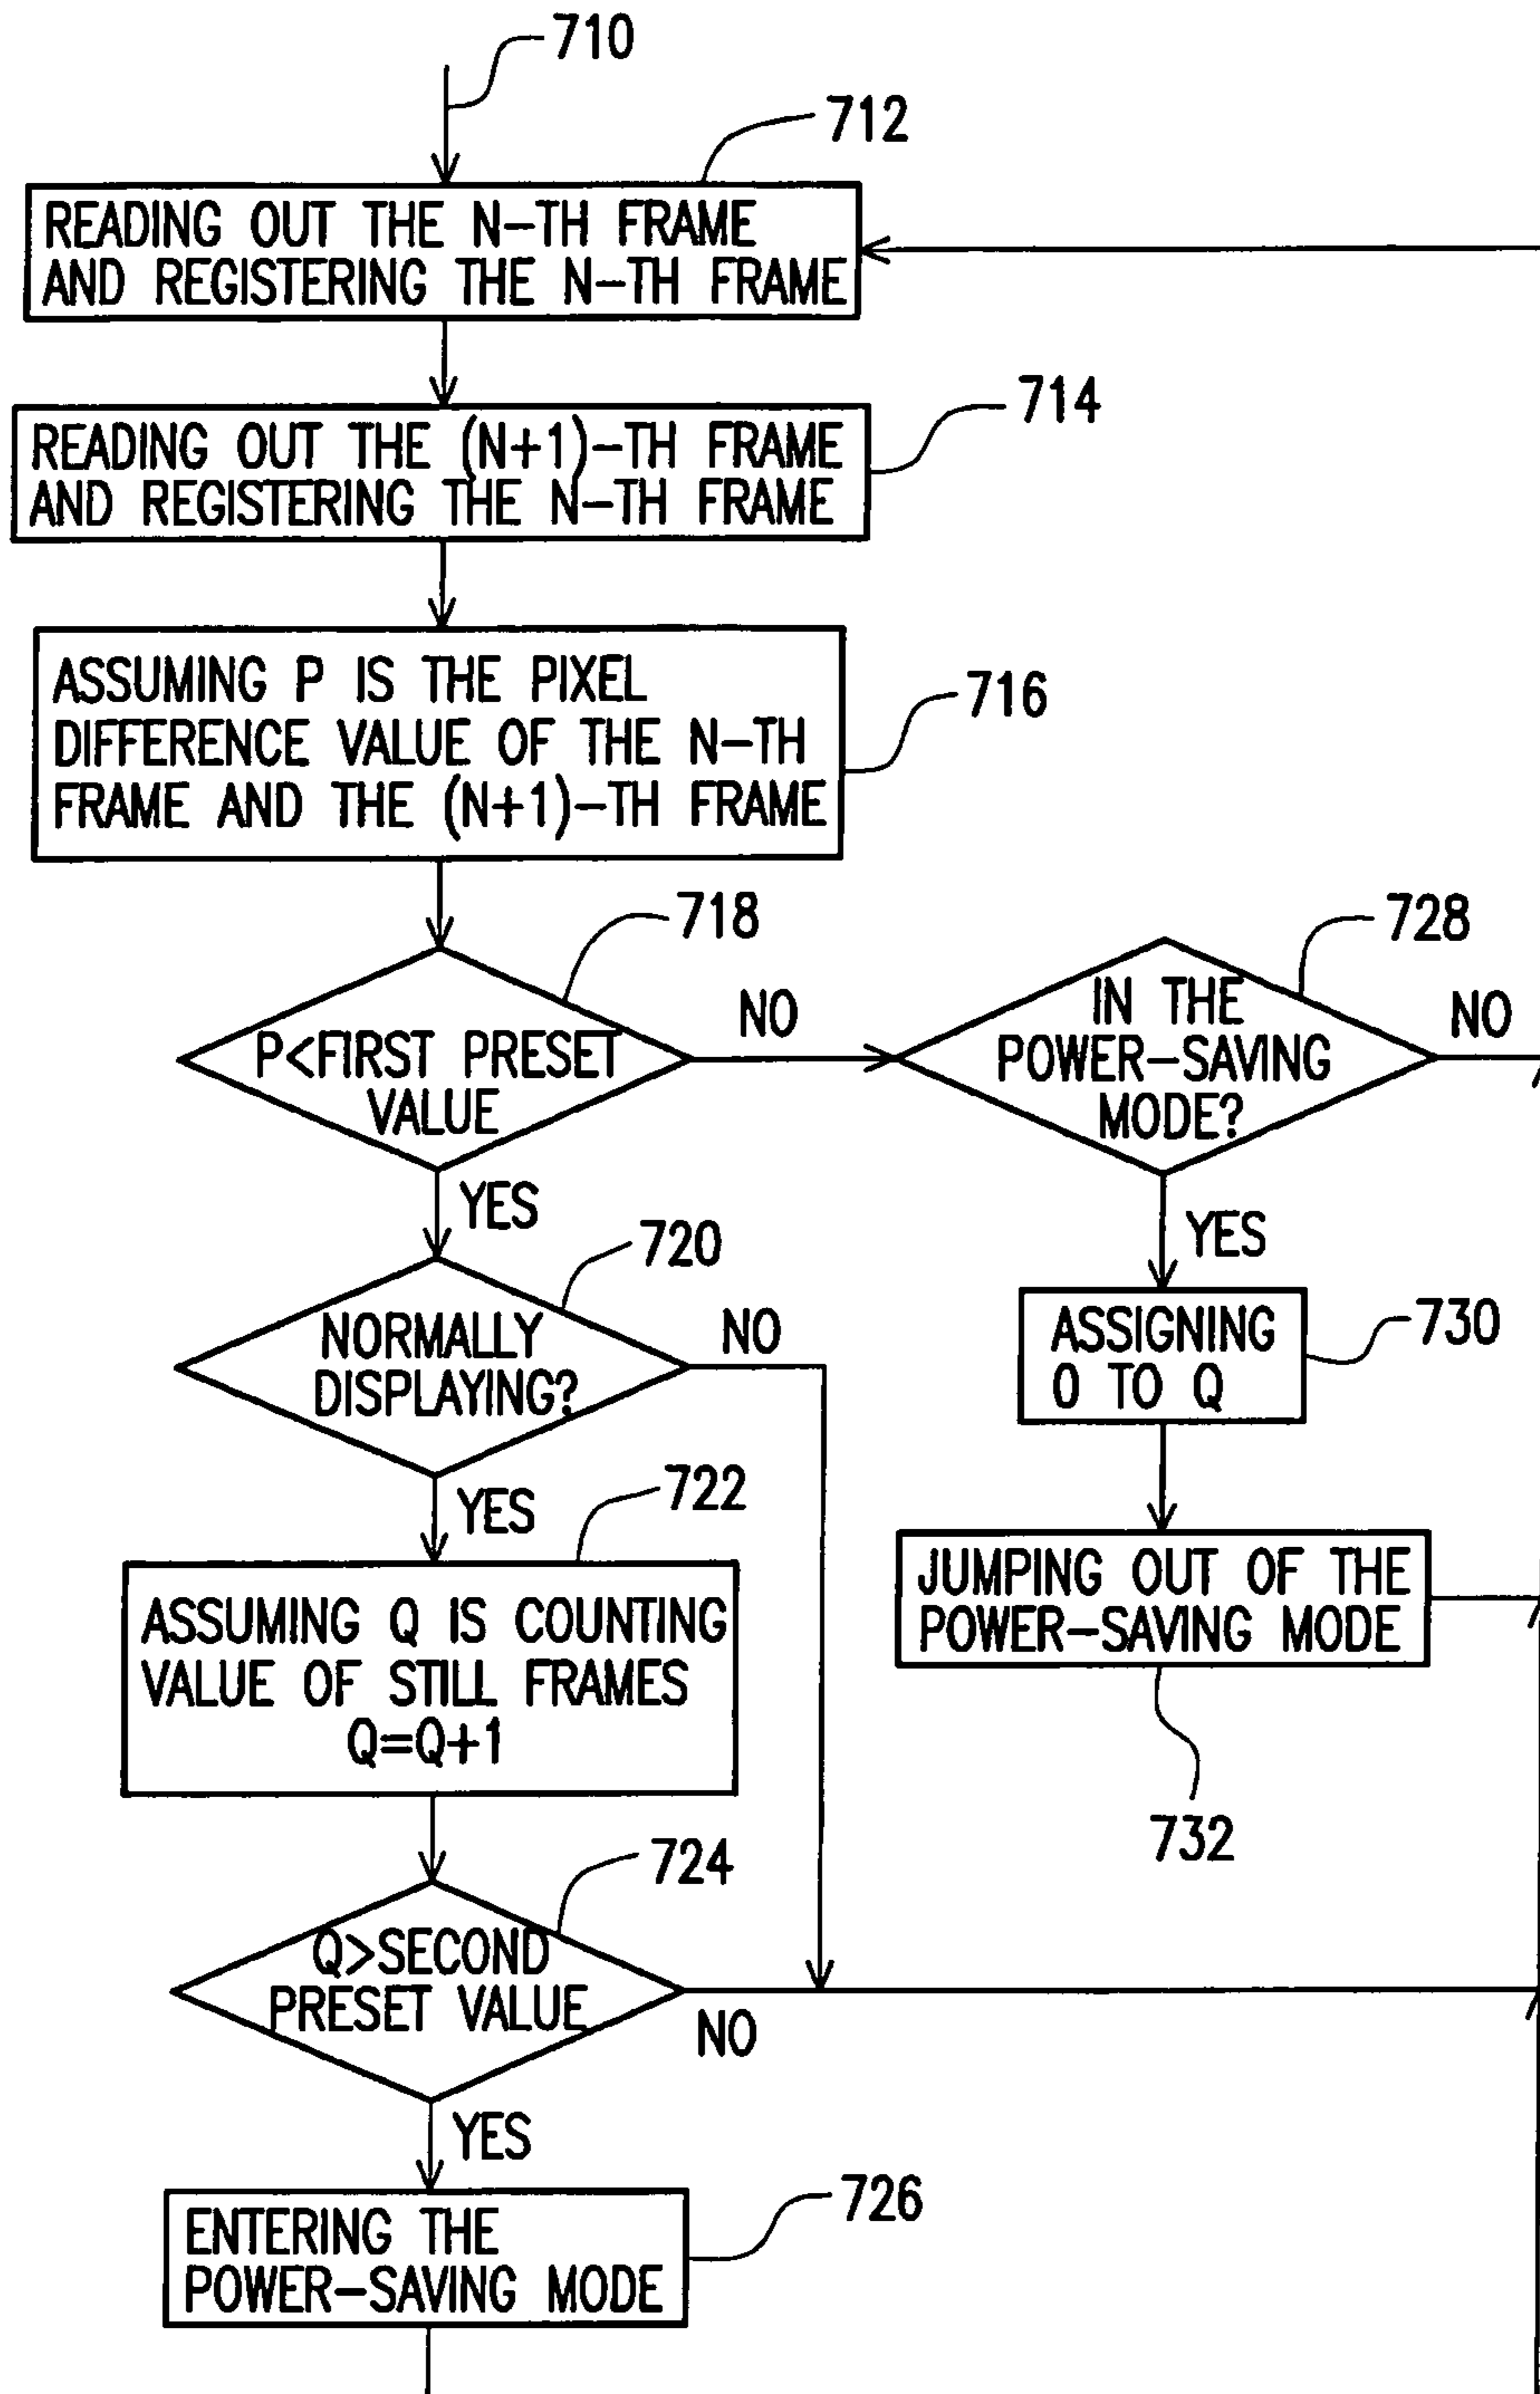 710
712
READING OUT THE N-TH FRAME
AND REGISTERING THE N-TH FRAME
714
READING OUT THE (N+1)-TH FRAME
AND REGISTERING THE N-TH FRAME
716
ASSUMING P IS THE PIXEL
DIFFERENCE VALUE OF THE N-TH
FRAME AND THE (N+1)-TH FRAME
718
P<FIRST PRESET
VALUE
NO
728
IN THE
POWER-SAVING
MODE?
NO
YES
YES
720
NORMALLY
DISPLAYING?
NO
730
ASSIGNING
0 TO Q
YES
722
ASSUMING Q IS COUNTING
VALUE OF STILL FRAMES
Q=Q+1
JUMPING OUT OF THE
POWER-SAVING MODE
732
724
Q>SECOND
PRESET VALUE
NO
YES
726
ENTERING THE
POWER-SAVING MODE